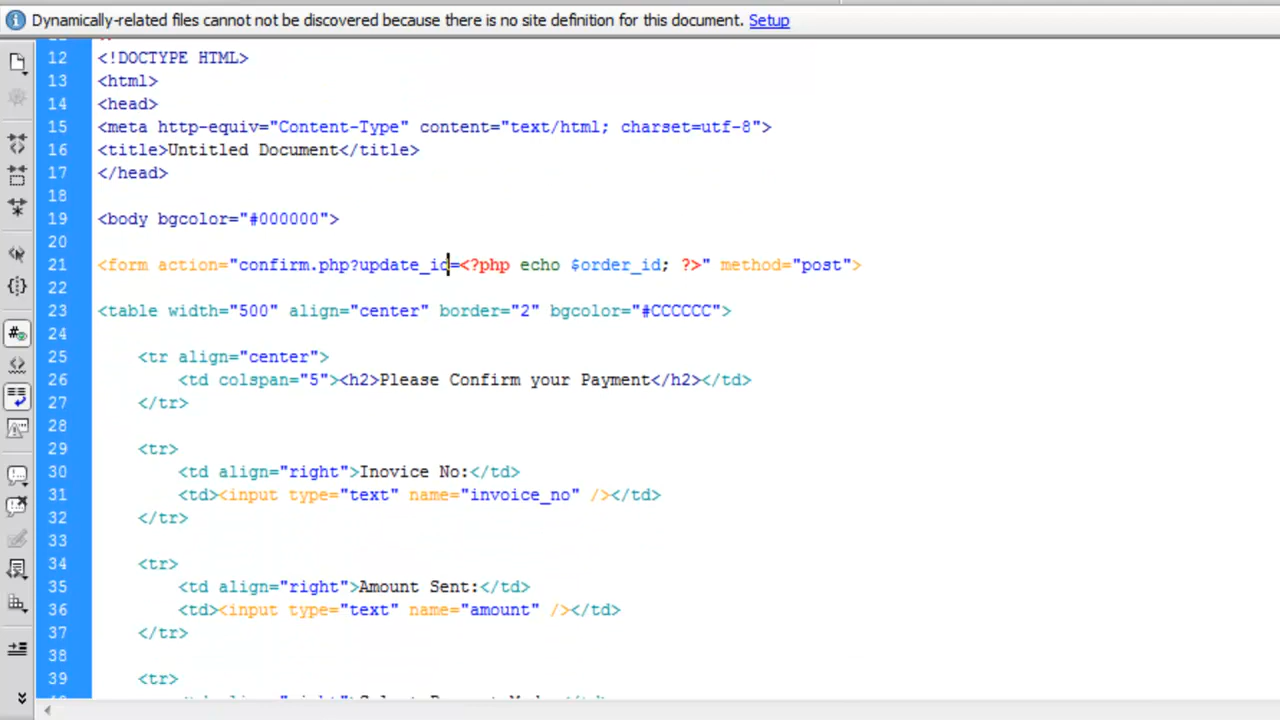 Dynamically-related files cannot not be discovered because there is no site definition for this document. Setup
12 <!DOCTYPE HTML>
13 <html>
14 <head>
15 <meta http-equiv="Content-Type" content="text/html; charset=utf-8">
16 <title>Untitled Document</title>
17 </head>
18
19 <body bgcolor="#000000">
20
21 <form action="confirm.php?update_id=<?php echo $order_id; ?>" method="post">
22
23 <table width="500" align="center" border="2" bgcolor="#CCCCCC">
24
25 <tr align="center">
26 <td colspan="5"><h2>Please Confirm your Payment</h2></td>
27 </tr>
28
29 <tr>
30 <td align="right">Inovice No:</td>
31 <td><input type="text" name="invoice_no" /></td>
32 </tr>
33
34 <tr>
35 <td align="right">Amount Sent:</td>
36 <td><input type="text" name="amount" /></td>
37 </tr>
38
39 <tr>